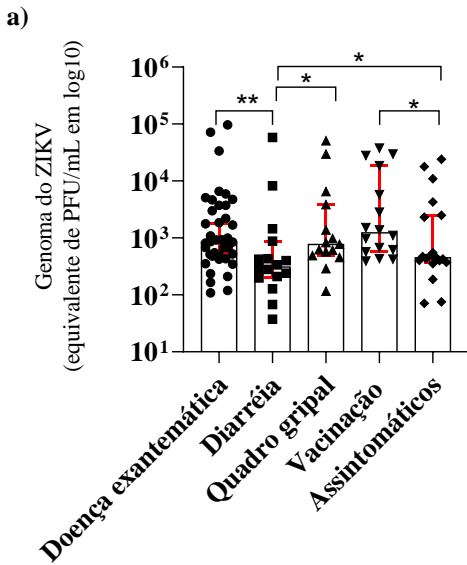 a)
Genoma do ZIKV
(equivalente de PFU/mL em log10)
10⁶
10⁵
10⁴
10³
10²
10¹
**
*
*
*
Doença exantemática
Diarréia
Quadro gripal
Vacinação
Assintomáticos